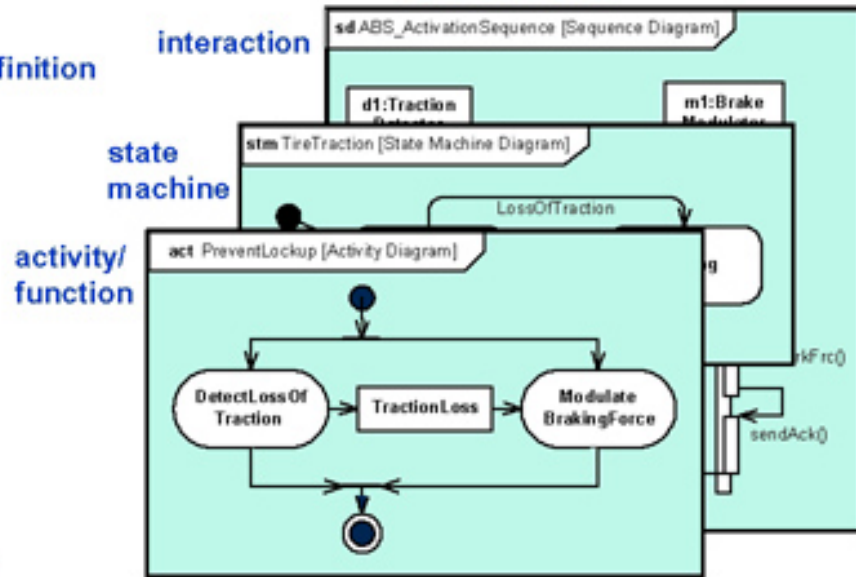 interaction
finition
sd ABS_ActivationSequence [Sequence Diagram]
d1:Traction
m1:Brake
state
machine
stm TireTraction [State Machine Diagram]
LossOfTraction
activity/
function
act PreventLockup [Activity Diagram]
g
DetectLossOf
Traction
TractionLoss
Modulate
BrakingForce
rkFrc()
sendAck()